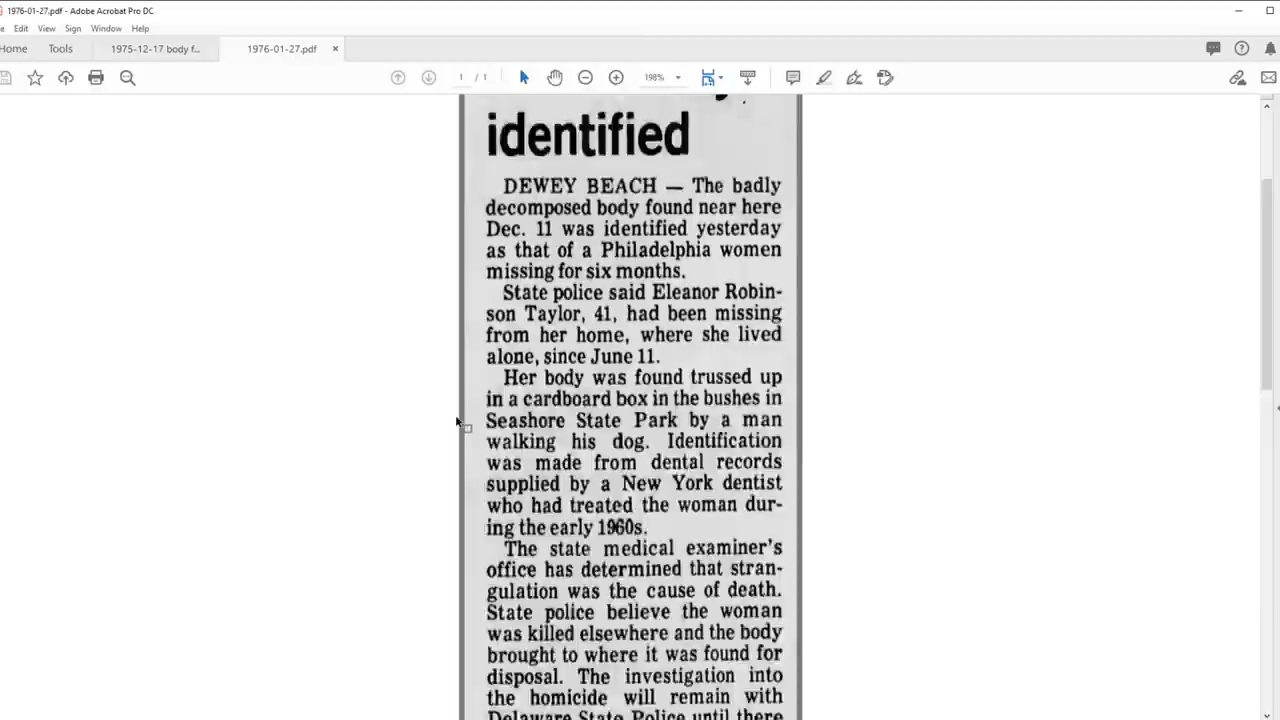 1976-01-27.pdf - Adobe Acrobat Pro DC
Edit View Sign Window Help
Home Tools 1975-12-17 body f... 1976-01-27.pdf ×
1 / 1 198%
identified
DEWEY BEACH — The badly
decomposed body found near here
Dec. 11 was identified yesterday
as that of a Philadelphia women
missing for six months.
State police said Eleanor Robin-
son Taylor, 41, had been missing
from her home, where she lived
alone, since June 11.
Her body was found trussed up
in a cardboard box in the bushes in
Seashore State Park by a man
walking his dog. Identification
was made from dental records
supplied by a New York dentist
who had treated the woman dur-
ing the early 1960s.
The state medical examiner's
office has determined that stran-
gulation was the cause of death.
State police believe the woman
was killed elsewhere and the body
brought to where it was found for
disposal. The investigation into
the homicide will remain with
Delaware State Police until there